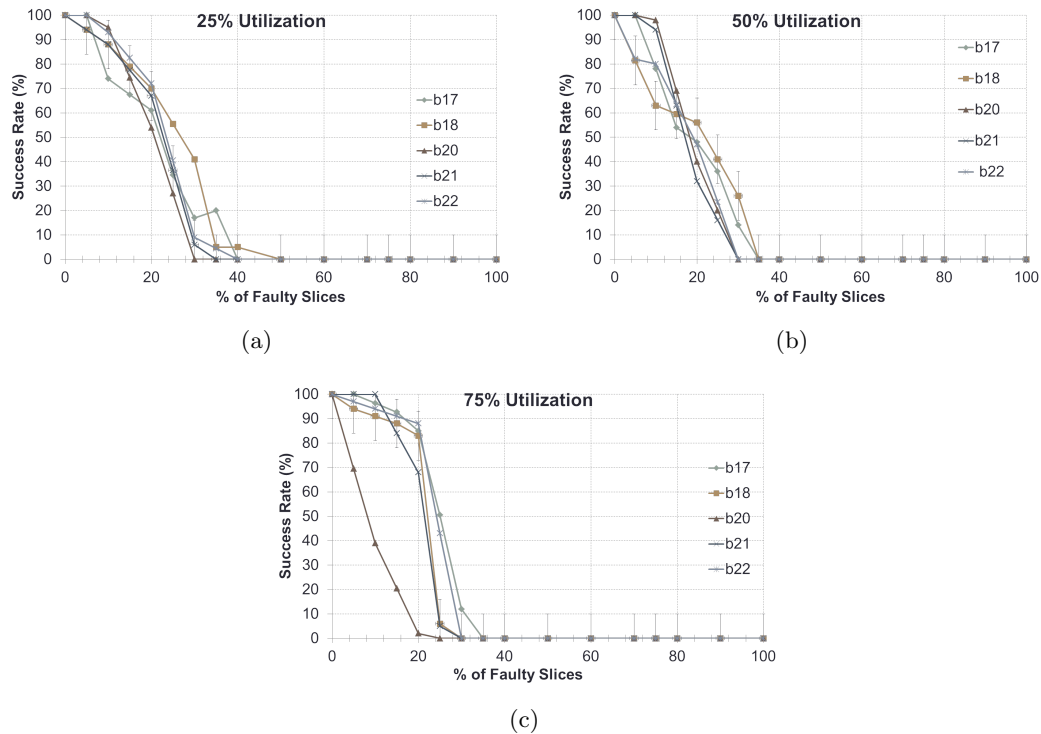 25% Utilization
100
90
80
70
60
50
40
30
20
10
0
Success Rate (%)
0 20 40 60 80 100
% of Faulty Slices
b17
b18
b20
b21
b22
(a)
50% Utilization
100
90
80
70
60
50
40
30
20
10
0
Success Rate (%)
0 20 40 60 80 100
% of Faulty Slices
b17
b18
b20
b21
b22
(b)
75% Utilization
100
90
80
70
60
50
40
30
20
10
0
Success Rate (%)
0 20 40 60 80 100
% of Faulty Slices
b17
b18
b20
b21
b22
(c)